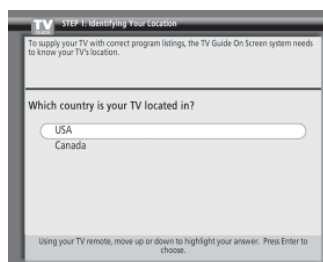 TV STEP 1: Identifying Your Location
To supply your TV with correct program listings, the TV Guide On Screen system needs
to know your TV's location.
Which country is your TV located in?
USA
Canada
Using your TV remote, move up or down to highlight your answer. Press Enter to
choose.